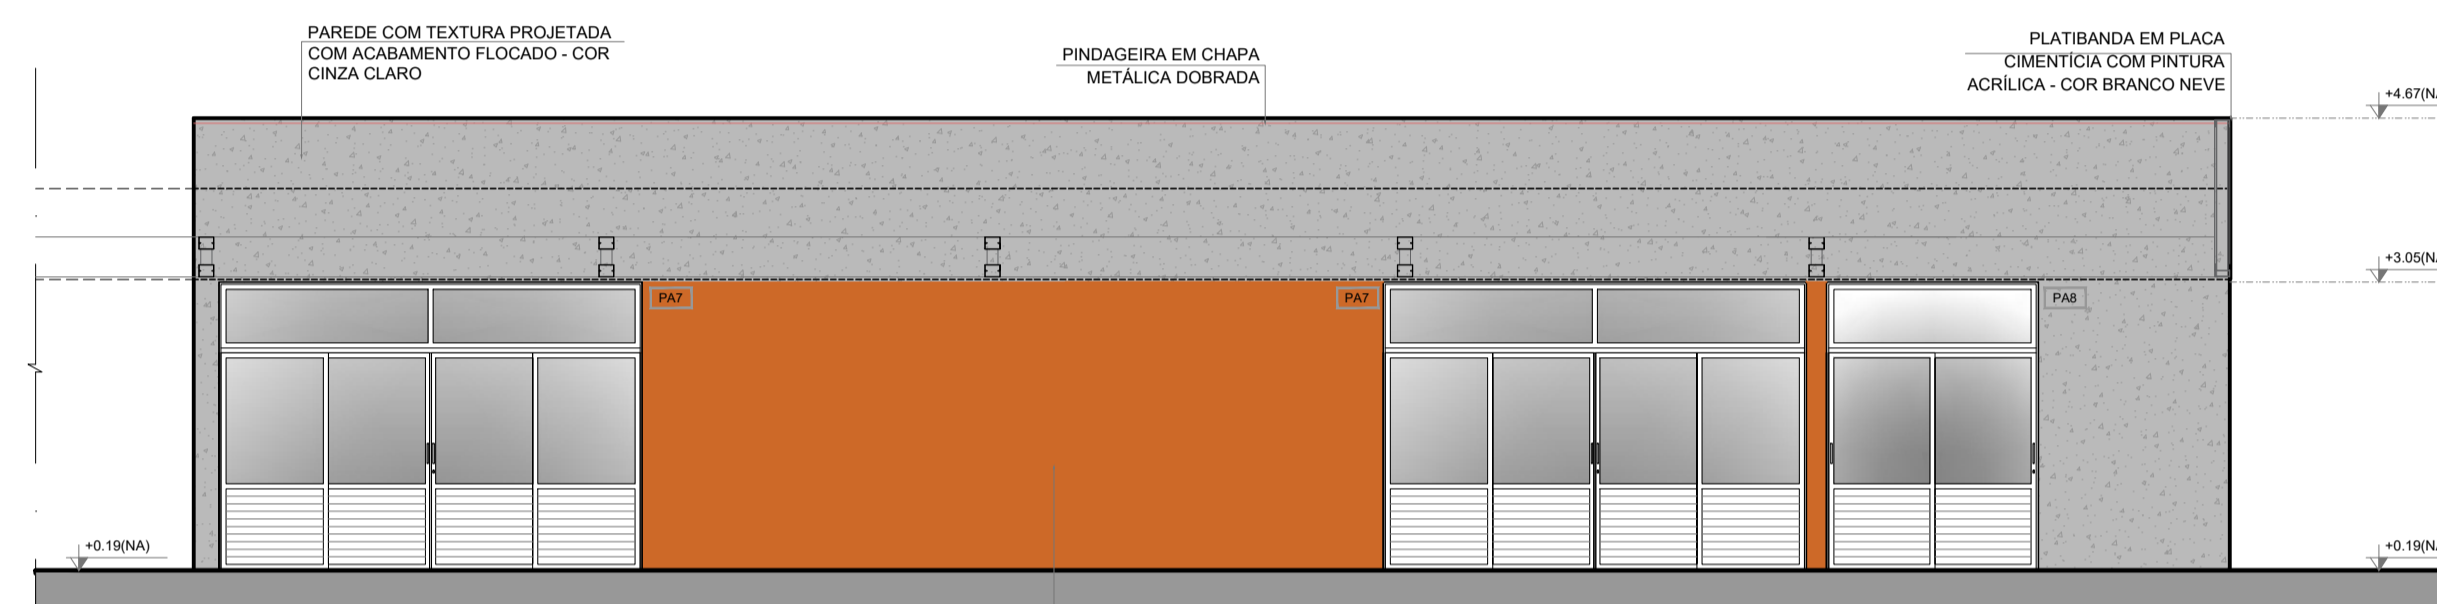 PAREDE COM TEXTURA PROJETADA
COM ACABAMENTO FLOCADO - COR
CINZA CLARO
PINDAGEIRA EM CHAPA
METÁLICA DOBRADA
PLATIBANDA EM PLACA
CIMENTÍCIA COM PINTURA
ACRÍLICA - COR BRANCO NEVE
+4.67(N
+3.05(N
PA7
PA7
PA8
+0.19(NA)
+0.19(N